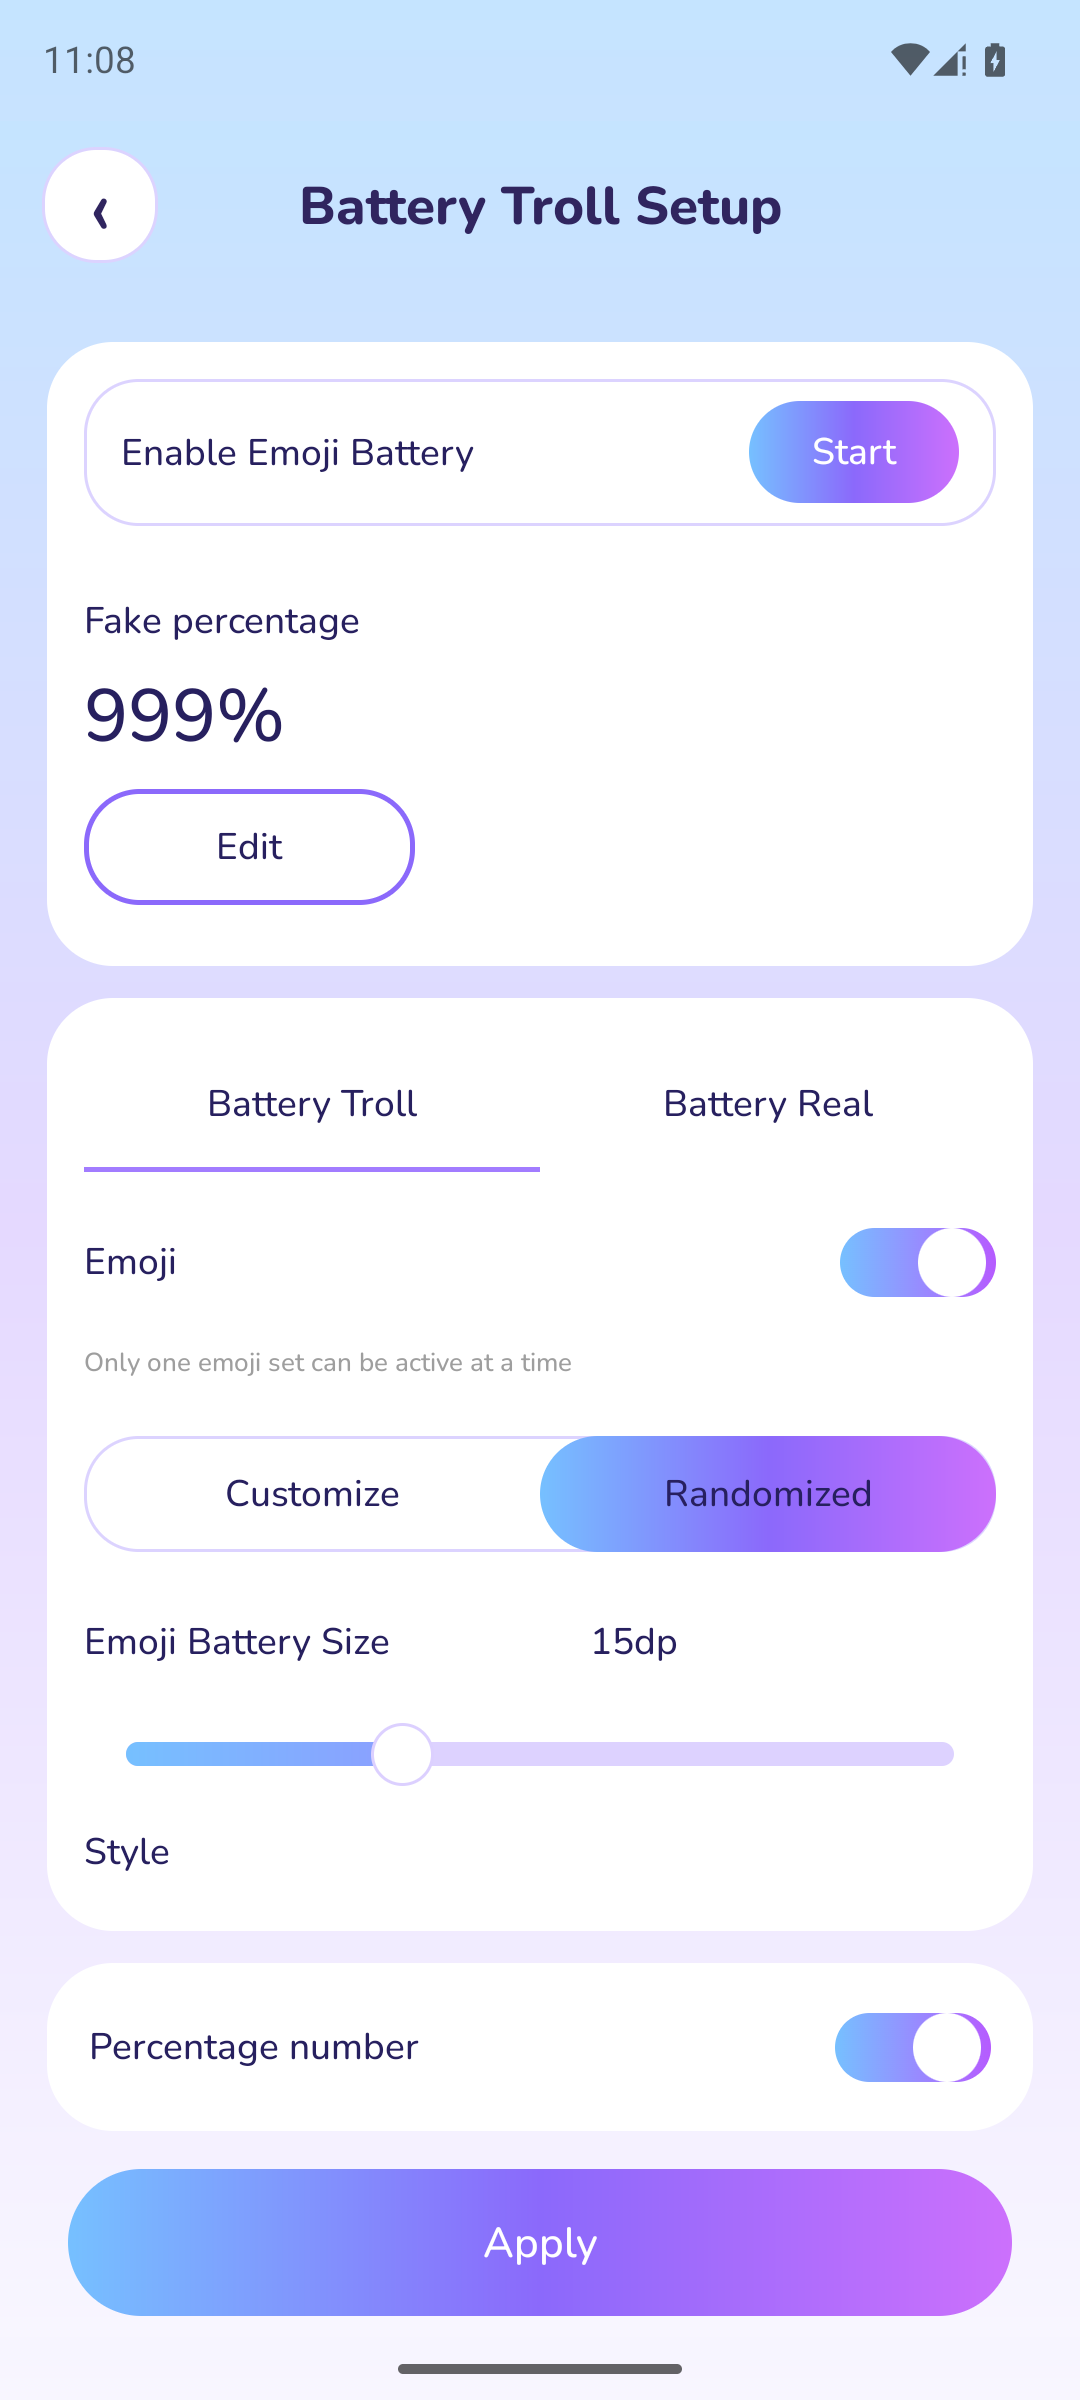 11:08
Battery Troll Setup
Enable Emoji Battery
Start
Fake percentage
999%
Edit
Battery Troll
Battery Real
Emoji
Only one emoji set can be active at a time
Customize
Randomized
Emoji Battery Size
15dp
Style
Percentage number
Apply